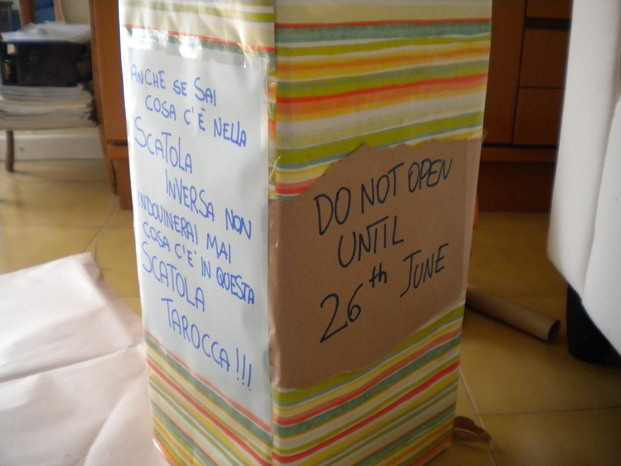 ANCHE SE SAI
COSA C'È NELLA
SCATOLA
INVERSA NON
INDOVINERAI MAI
COSA C'E' IN QUESTA
SCATOLA
TAROCCA!!!
DO NOT OPEN
UNTIL
26th JUNE